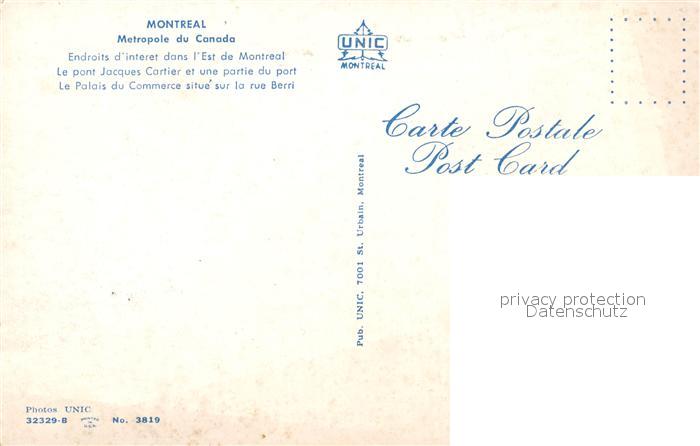 MONTREAL
Metropole du Canada
Endroits d'interet dans l'Est de Montreal
Le pont Jacques Cartier et une partie du port
Le Palais du Commerce situé sur la rue Berri
UNIC
MONTREAL
Carte Postale
Post Card
Pub. UNIC, 7001 St. Urbain, Montreal
privacy protection
Datenschutz
Photos UNIC
32329-B
No. 3819